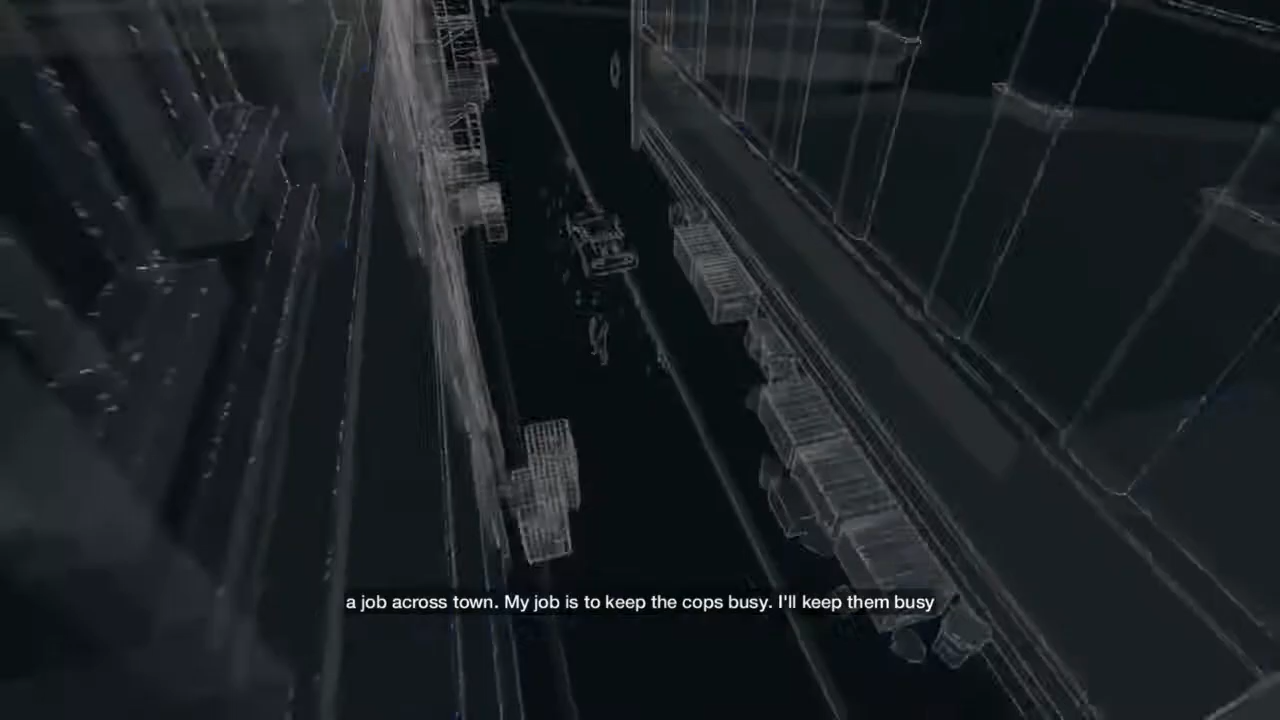 a job across town. My job is to keep the cops busy. I'll keep them busy